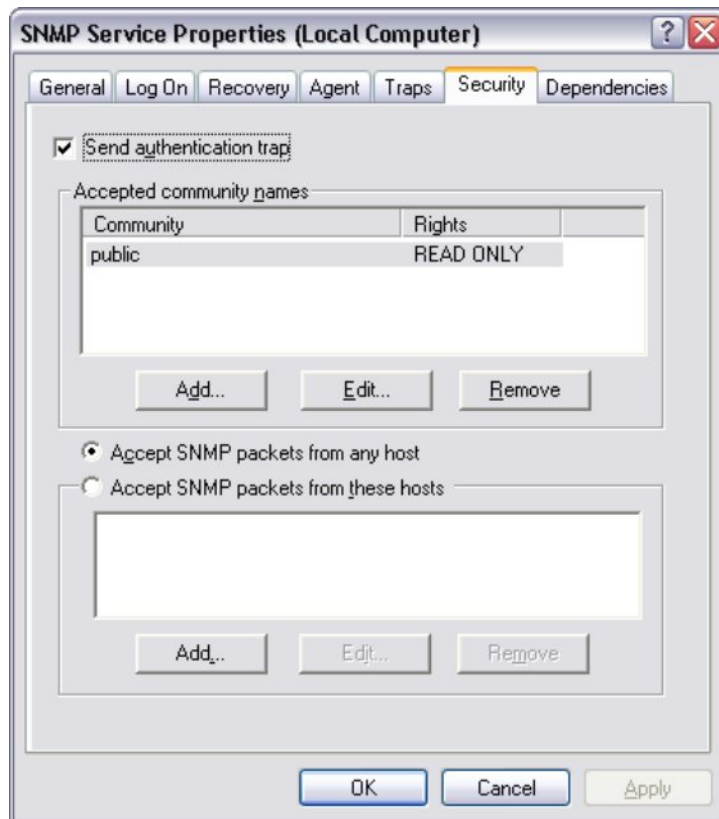 SNMP Service Properties (Local Computer)
General Log On Recovery Agent Traps Security Dependencies
Send authentication trap
Accepted community names
Community Rights
public READ ONLY
Add... Edit... Remove
Accept SNMP packets from any host
Accept SNMP packets from these hosts
Add... Edit... Remove
OK Cancel Apply